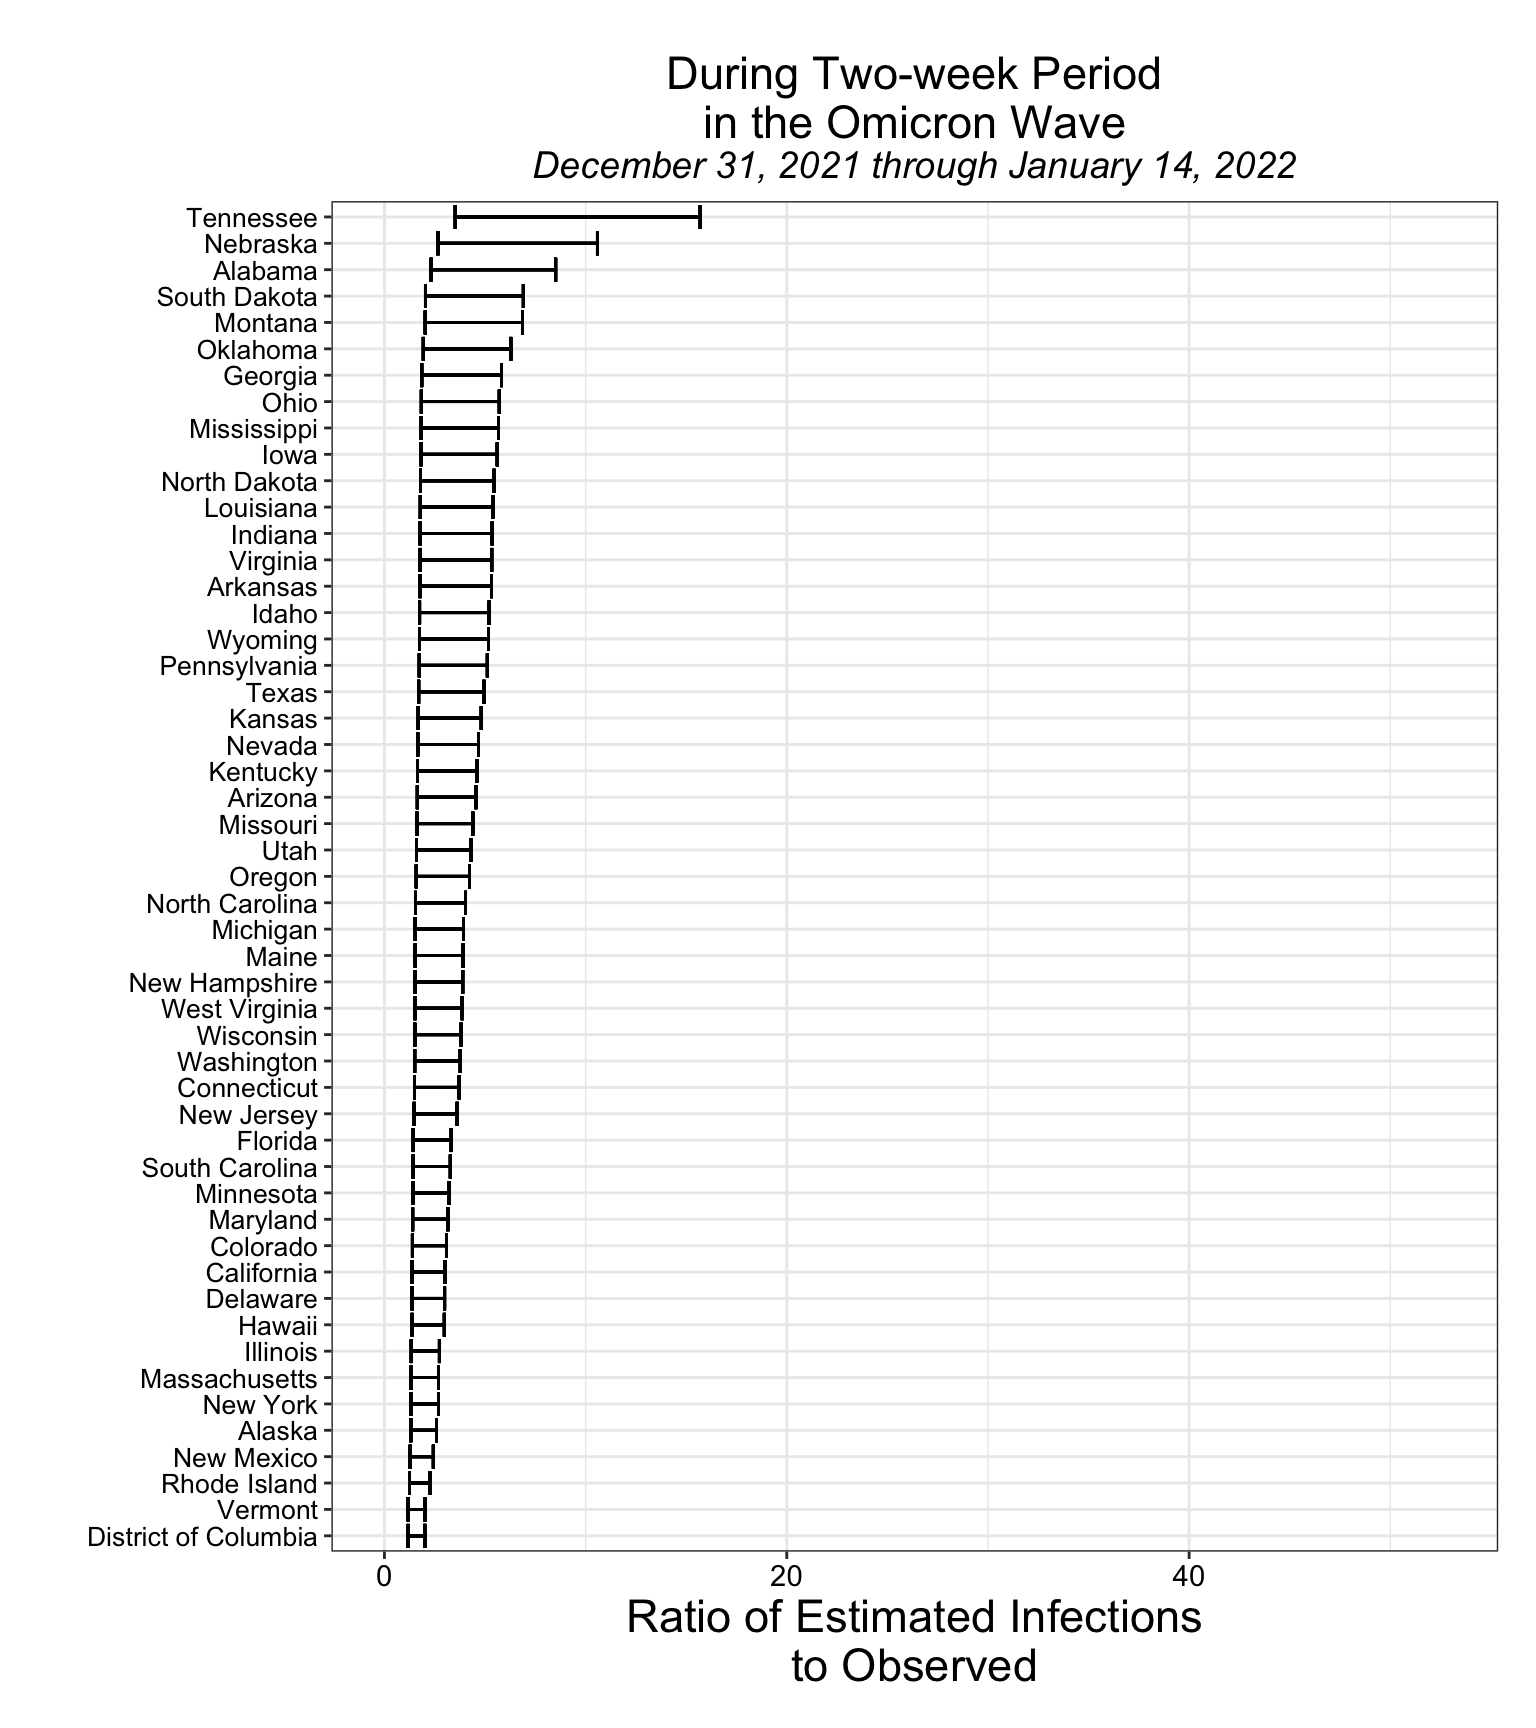 During Two-week Period
in the Omicron Wave
December 31, 2021 through January 14, 2022
Tennessee
Nebraska
Alabama
South Dakota
Montana
Oklahoma
Georgia
Ohio
Mississippi
Iowa
North Dakota
Louisiana
Indiana
Virginia
Arkansas
Idaho
Wyoming
Pennsylvania
Texas
Kansas
Nevada
Kentucky
Arizona
Missouri
Utah
Oregon
North Carolina
Michigan
Maine
New Hampshire
West Virginia
Wisconsin
Washington
Connecticut
New Jersey
Florida
South Carolina
Minnesota
Maryland
Colorado
California
Delaware
Hawaii
Illinois
Massachusetts
New York
Alaska
New Mexico
Rhode Island
Vermont
District of Columbia
0 20 40
Ratio of Estimated Infections
to Observed